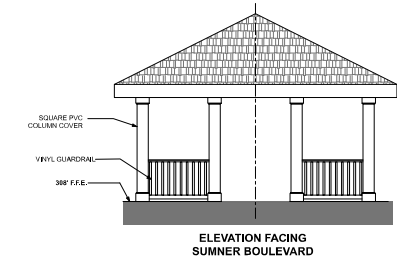 SQUARE PVC
COLUMN COVER
VINYL GUARDRAIL
308' F.F.E.
ELEVATION FACING
SUMNER BOULEVARD